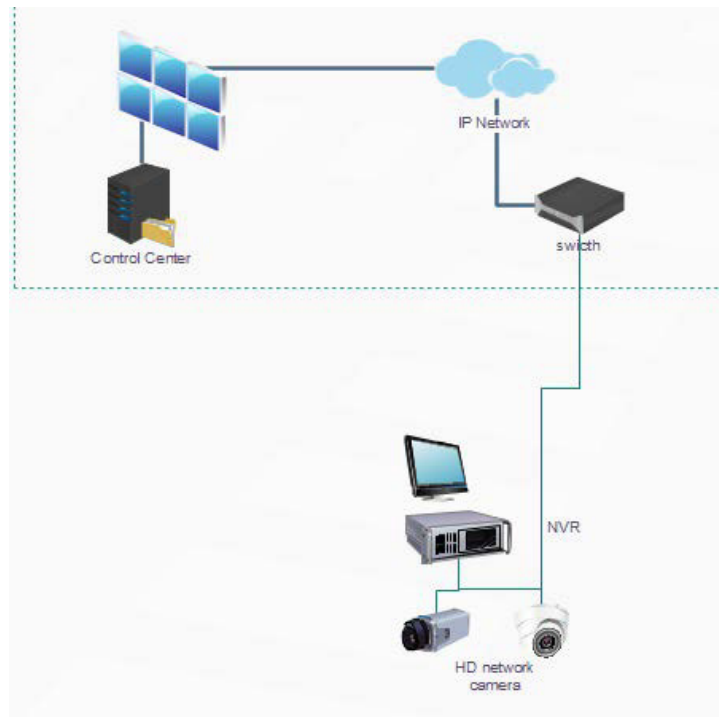 IP Network
swicth
Control Center
NVR
HD network
camera